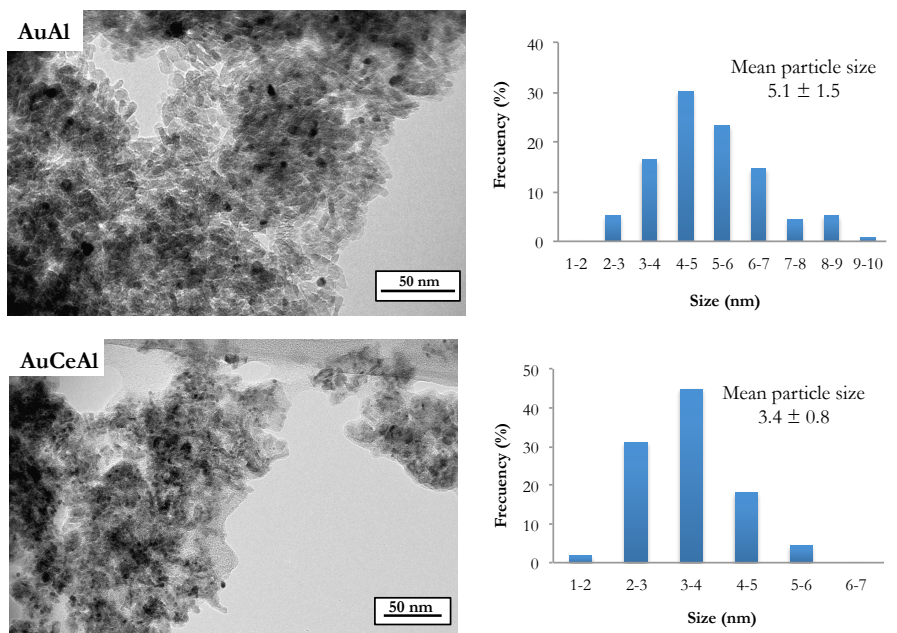 AuAl
50 nm
Mean particle size
5.1 ± 1.5
Frecuency (%)
40
30
20
10
0
1-2 2-3 3-4 4-5 5-6 6-7 7-8 8-9 9-10
Size (nm)
AuCeAl
50 nm
Mean particle size
3.4 ± 0.8
Frecuency (%)
50
40
30
20
10
0
1-2 2-3 3-4 4-5 5-6 6-7
Size (nm)